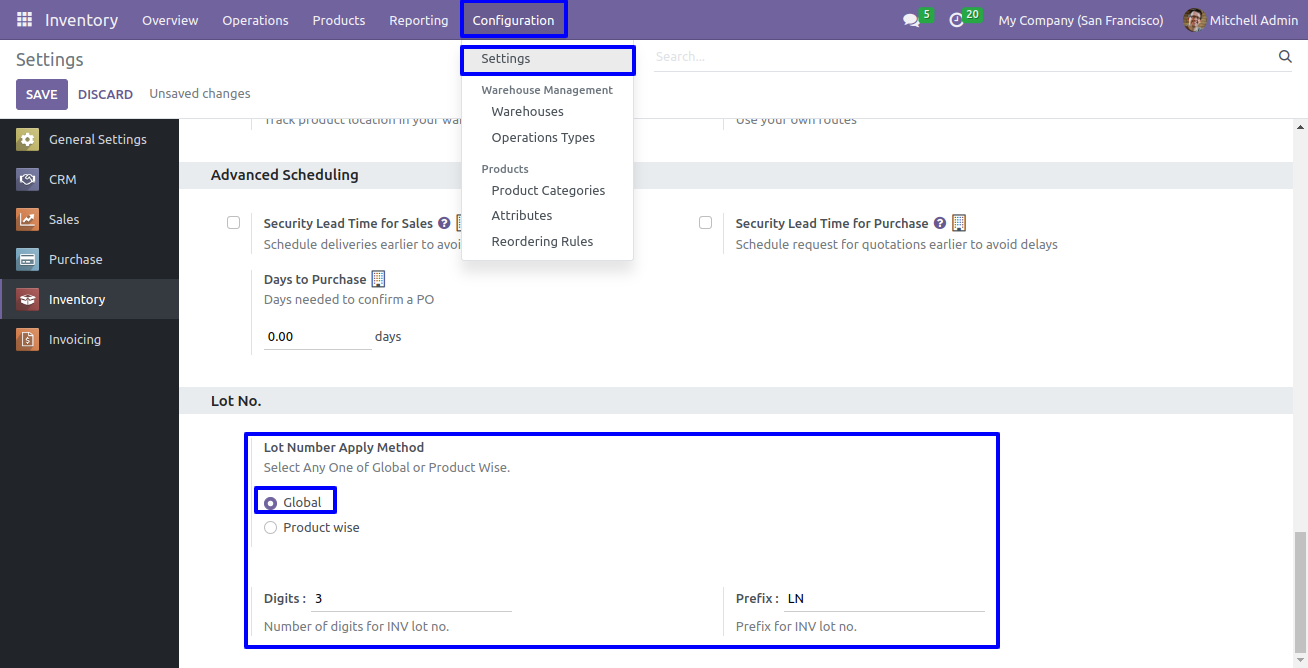 Inventory Overview Operations Products Reporting Configuration 5 20 My Company (San Francisco) Mitchell Admin
Settings
Search...
SAVE DISCARD Unsaved changes
Settings
Warehouse Management
Warehouses
Operations Types
Products
Product Categories
Attributes
Reordering Rules
General Settings
CRM
Sales
Purchase
Inventory
Invoicing
Track product location in your war
Use your own routes
Advanced Scheduling
Security Lead Time for Sales ?
Schedule deliveries earlier to avoi
Security Lead Time for Purchase ?
Schedule request for quotations earlier to avoid delays
Days to Purchase
Days needed to confirm a PO
0.00 days
Lot No.
Lot Number Apply Method
Select Any One of Global or Product Wise.
Global
Product wise
Digits : 3
Number of digits for INV lot no.
Prefix : LN
Prefix for INV lot no.